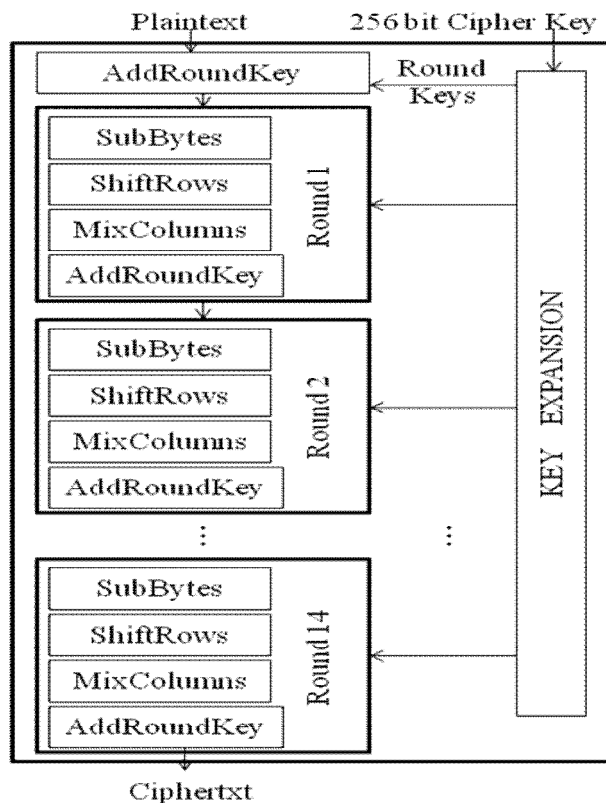 Plaintext
256 bit Cipher Key
AddRoundKey
Round
Keys
SubBytes
ShiftRows
MixColumns
AddRoundKey
Round 1
SubBytes
ShiftRows
MixColumns
AddRoundKey
Round 2
KEY EXPANSION
...
...
SubBytes
ShiftRows
MixColumns
AddRoundKey
Round 14
Ciphertxt